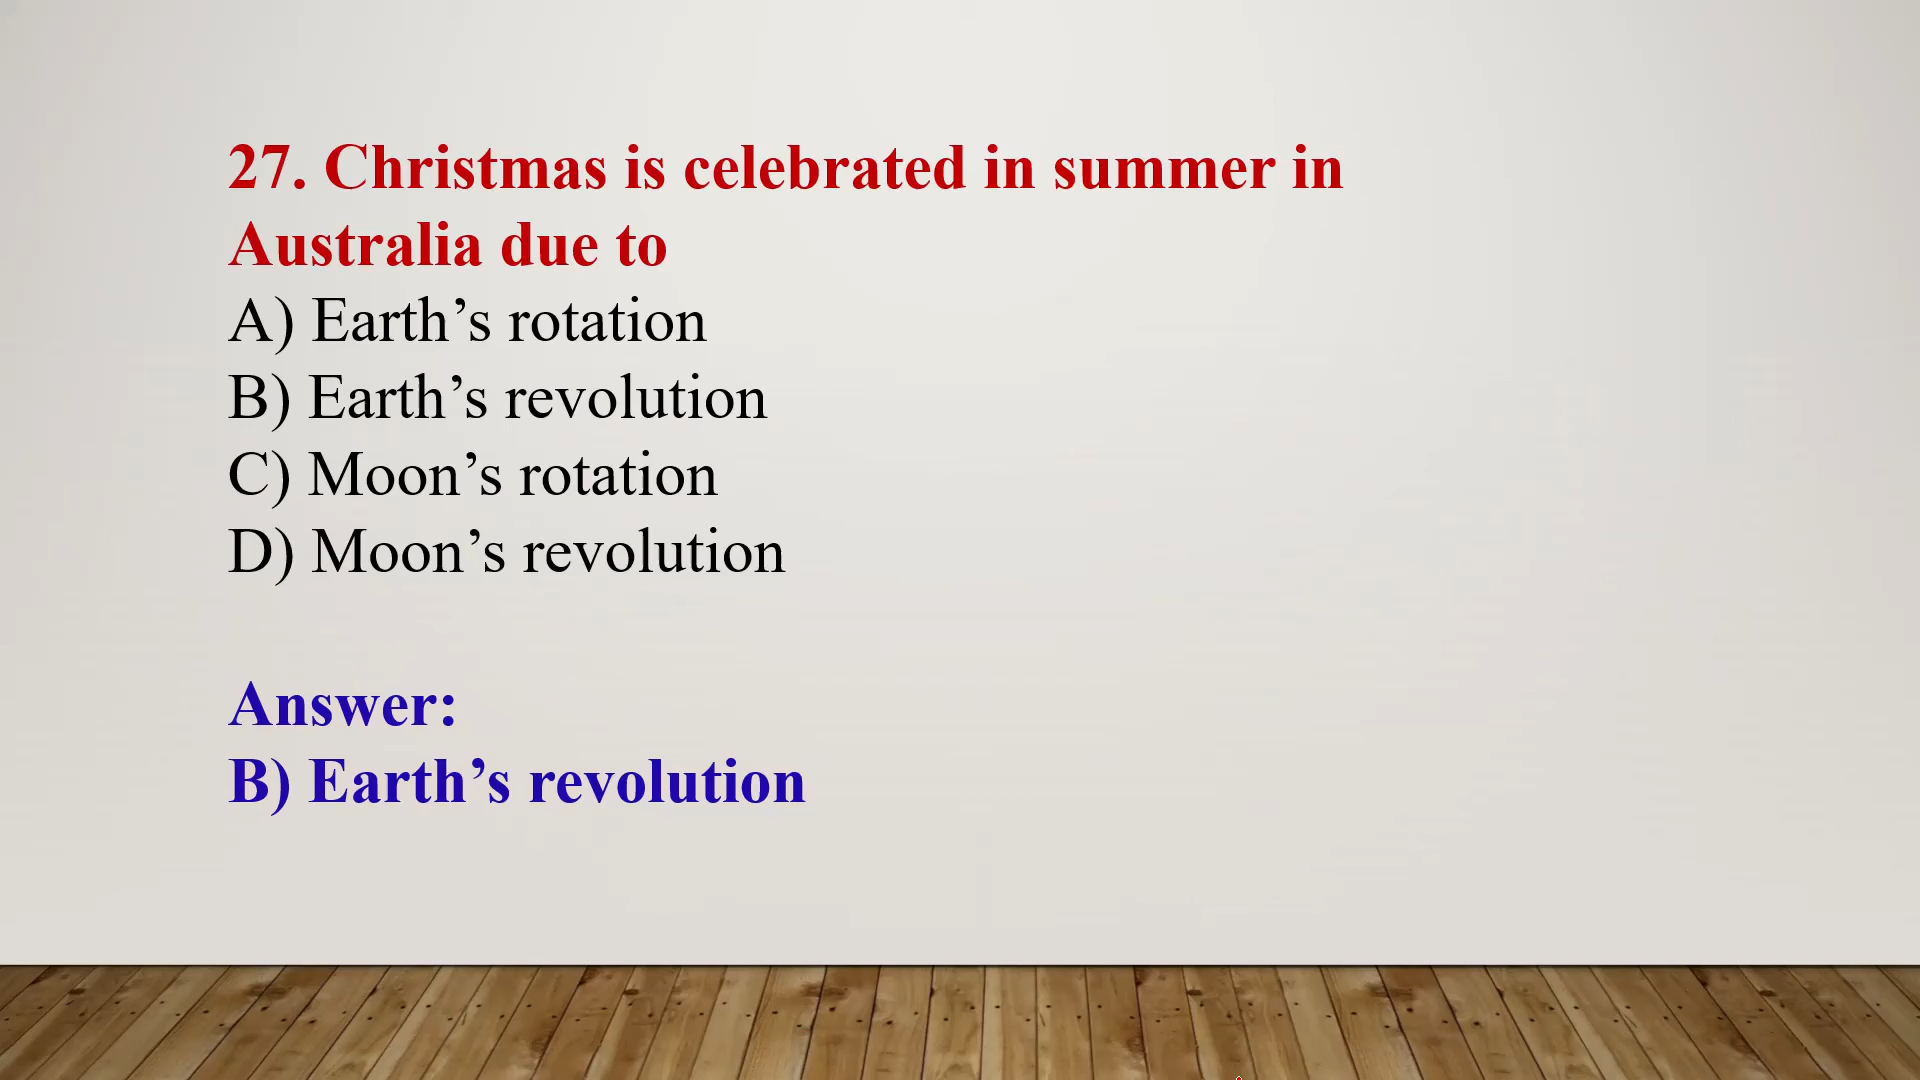 27. Christmas is celebrated in summer in
Australia due to
A) Earth’s rotation
B) Earth’s revolution
C) Moon’s rotation
D) Moon’s revolution
Answer:
B) Earth’s revolution